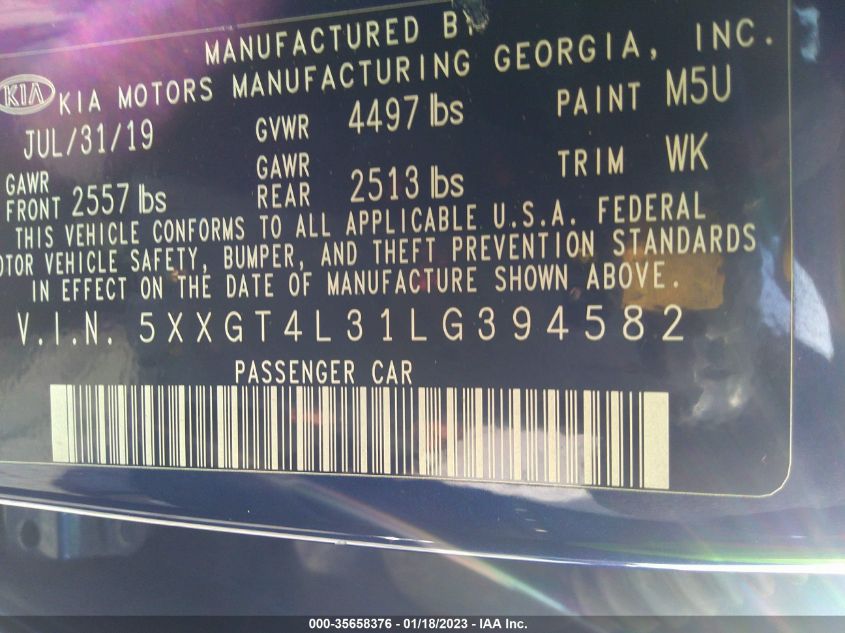 MANUFACTURED BY
KIA KIA MOTORS MANUFACTURING GEORGIA, INC.
JUL/31/19 GVWR 4497 lbs PAINT M5U
GAWR FRONT 2557 lbs GAWR REAR 2513 lbs TRIM WK
THIS VEHICLE CONFORMS TO ALL APPLICABLE U.S.A. FEDERAL
OTOR VEHICLE SAFETY, BUMPER, AND THEFT PREVENTION STANDARDS
IN EFFECT ON THE DATE OF MANUFACTURE SHOWN ABOVE.
V.I.N. 5XXGT4L31LG394582
PASSENGER CAR
000-35658376 - 01/18/2023 - IAA Inc.